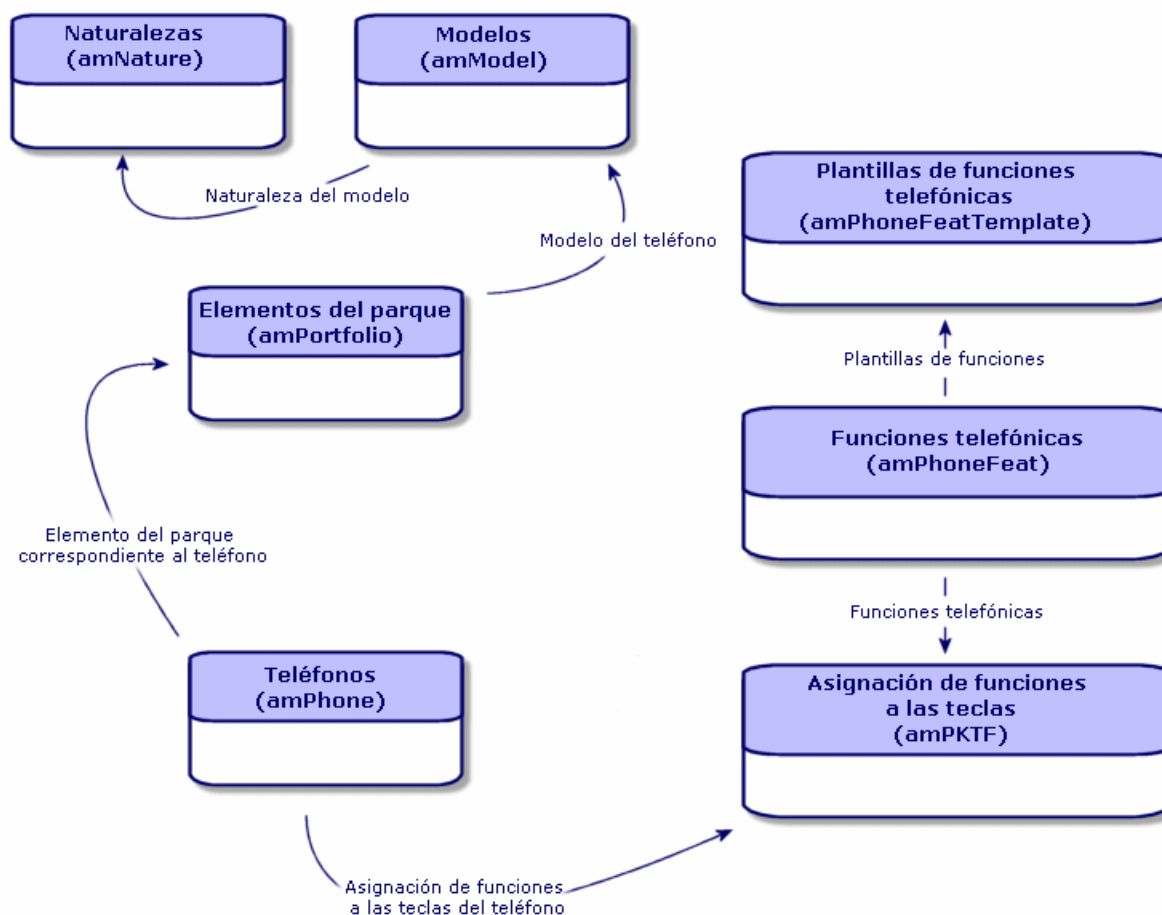 Naturalezas
(amNature)
Modelos
(amModel)
Naturaleza del modelo
Modelo del teléfono
Plantillas de funciones
telefónicas
(amPhoneFeatTemplate)
Elementos del parque
(amPortfolio)
Plantillas de funciones
Funciones telefónicas
(amPhoneFeat)
Elemento del parque
correspondiente al teléfono
Funciones telefónicas
Teléfonos
(amPhone)
Asignación de funciones
a las teclas
(amPKTF)
Asignación de funciones
a las teclas del teléfono